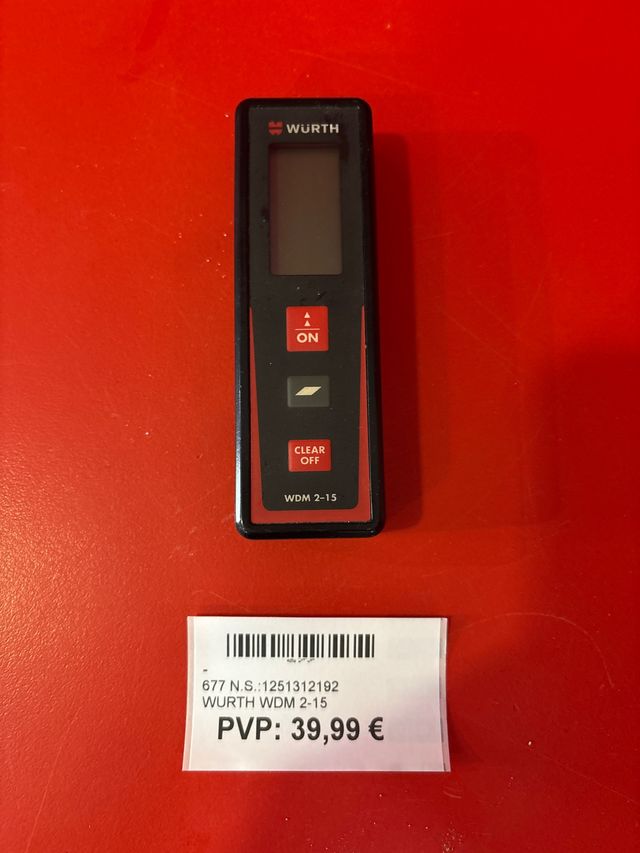 WÜRTH
ON
CLEAR
OFF
WDM 2-15
-
677 N.S.:1251312192
WURTH WDM 2-15
PVP: 39,99 €